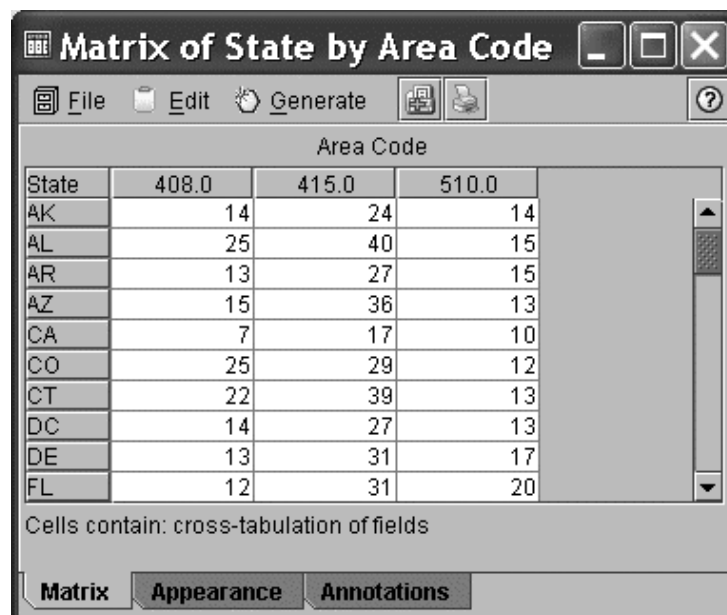 Matrix of State by Area Code
File Edit Generate
Area Code
State 408.0 415.0 510.0
AK 14 24 14
AL 25 40 15
AR 13 27 15
AZ 15 36 13
CA 7 17 10
CO 25 29 12
CT 22 39 13
DC 14 27 13
DE 13 31 17
FL 12 31 20
Cells contain: cross-tabulation of fields
Matrix Appearance Annotations